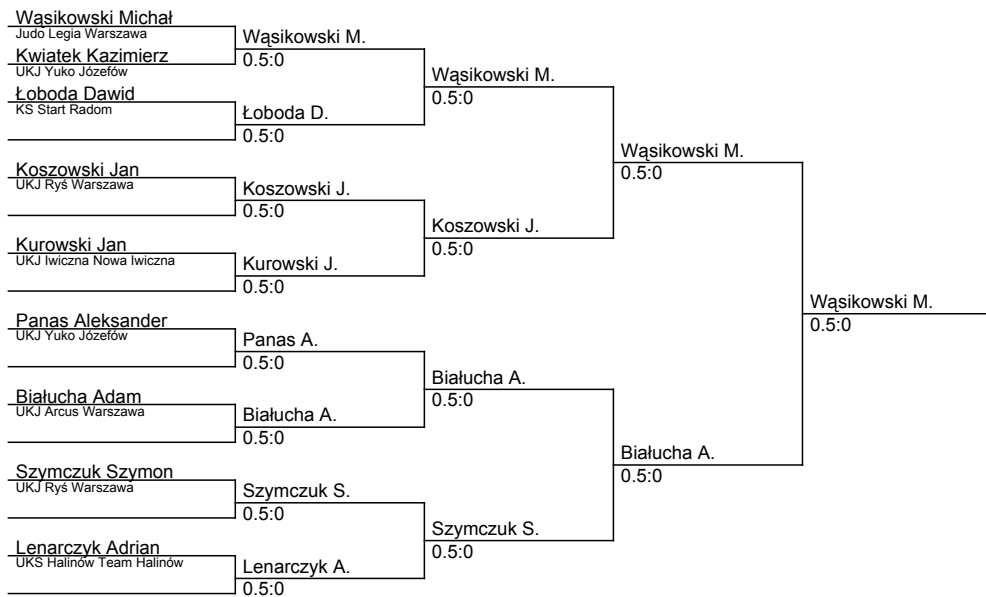 Wąsikowski Michał
Judo Legia Warszawa
Kwiatek Kazimierz
UKJ Yuko Józefów
Łoboda Dawid
KS Start Radom
Koszowski Jan
UKJ Ryś Warszawa
Kurowski Jan
UKJ Iwiczna Nowa Iwiczna
Panas Aleksander
UKJ Yuko Józefów
Białucha Adam
UKJ Arcus Warszawa
Szymczuk Szymon
UKJ Ryś Warszawa
Lenarczyk Adrian
UKS Halinów Team Halinów
Wąsikowski M.
0.5:0
Łoboda D.
0.5:0
Koszowski J.
0.5:0
Kurowski J.
0.5:0
Panas A.
0.5:0
Białucha A.
0.5:0
Szymczuk S.
0.5:0
Lenarczyk A.
0.5:0
Wąsikowski M.
0.5:0
Koszowski J.
0.5:0
Białucha A.
0.5:0
Szymczuk S.
0.5:0
Wąsikowski M.
0.5:0
Białucha A.
0.5:0
Wąsikowski M.
0.5:0